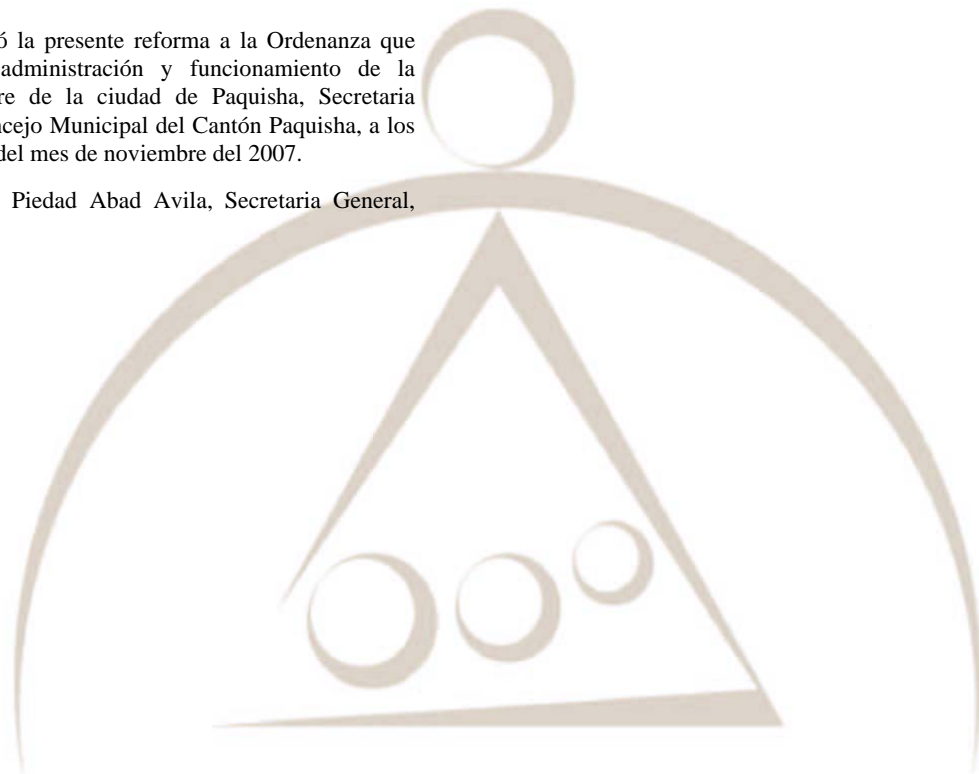 ó la presente reforma a la Ordenanza que
administración y funcionamiento de la
re de la ciudad de Paquisha, Secretaria
ncejo Municipal del Cantón Paquisha, a los
del mes de noviembre del 2007.
Piedad Abad Avila, Secretaria General,